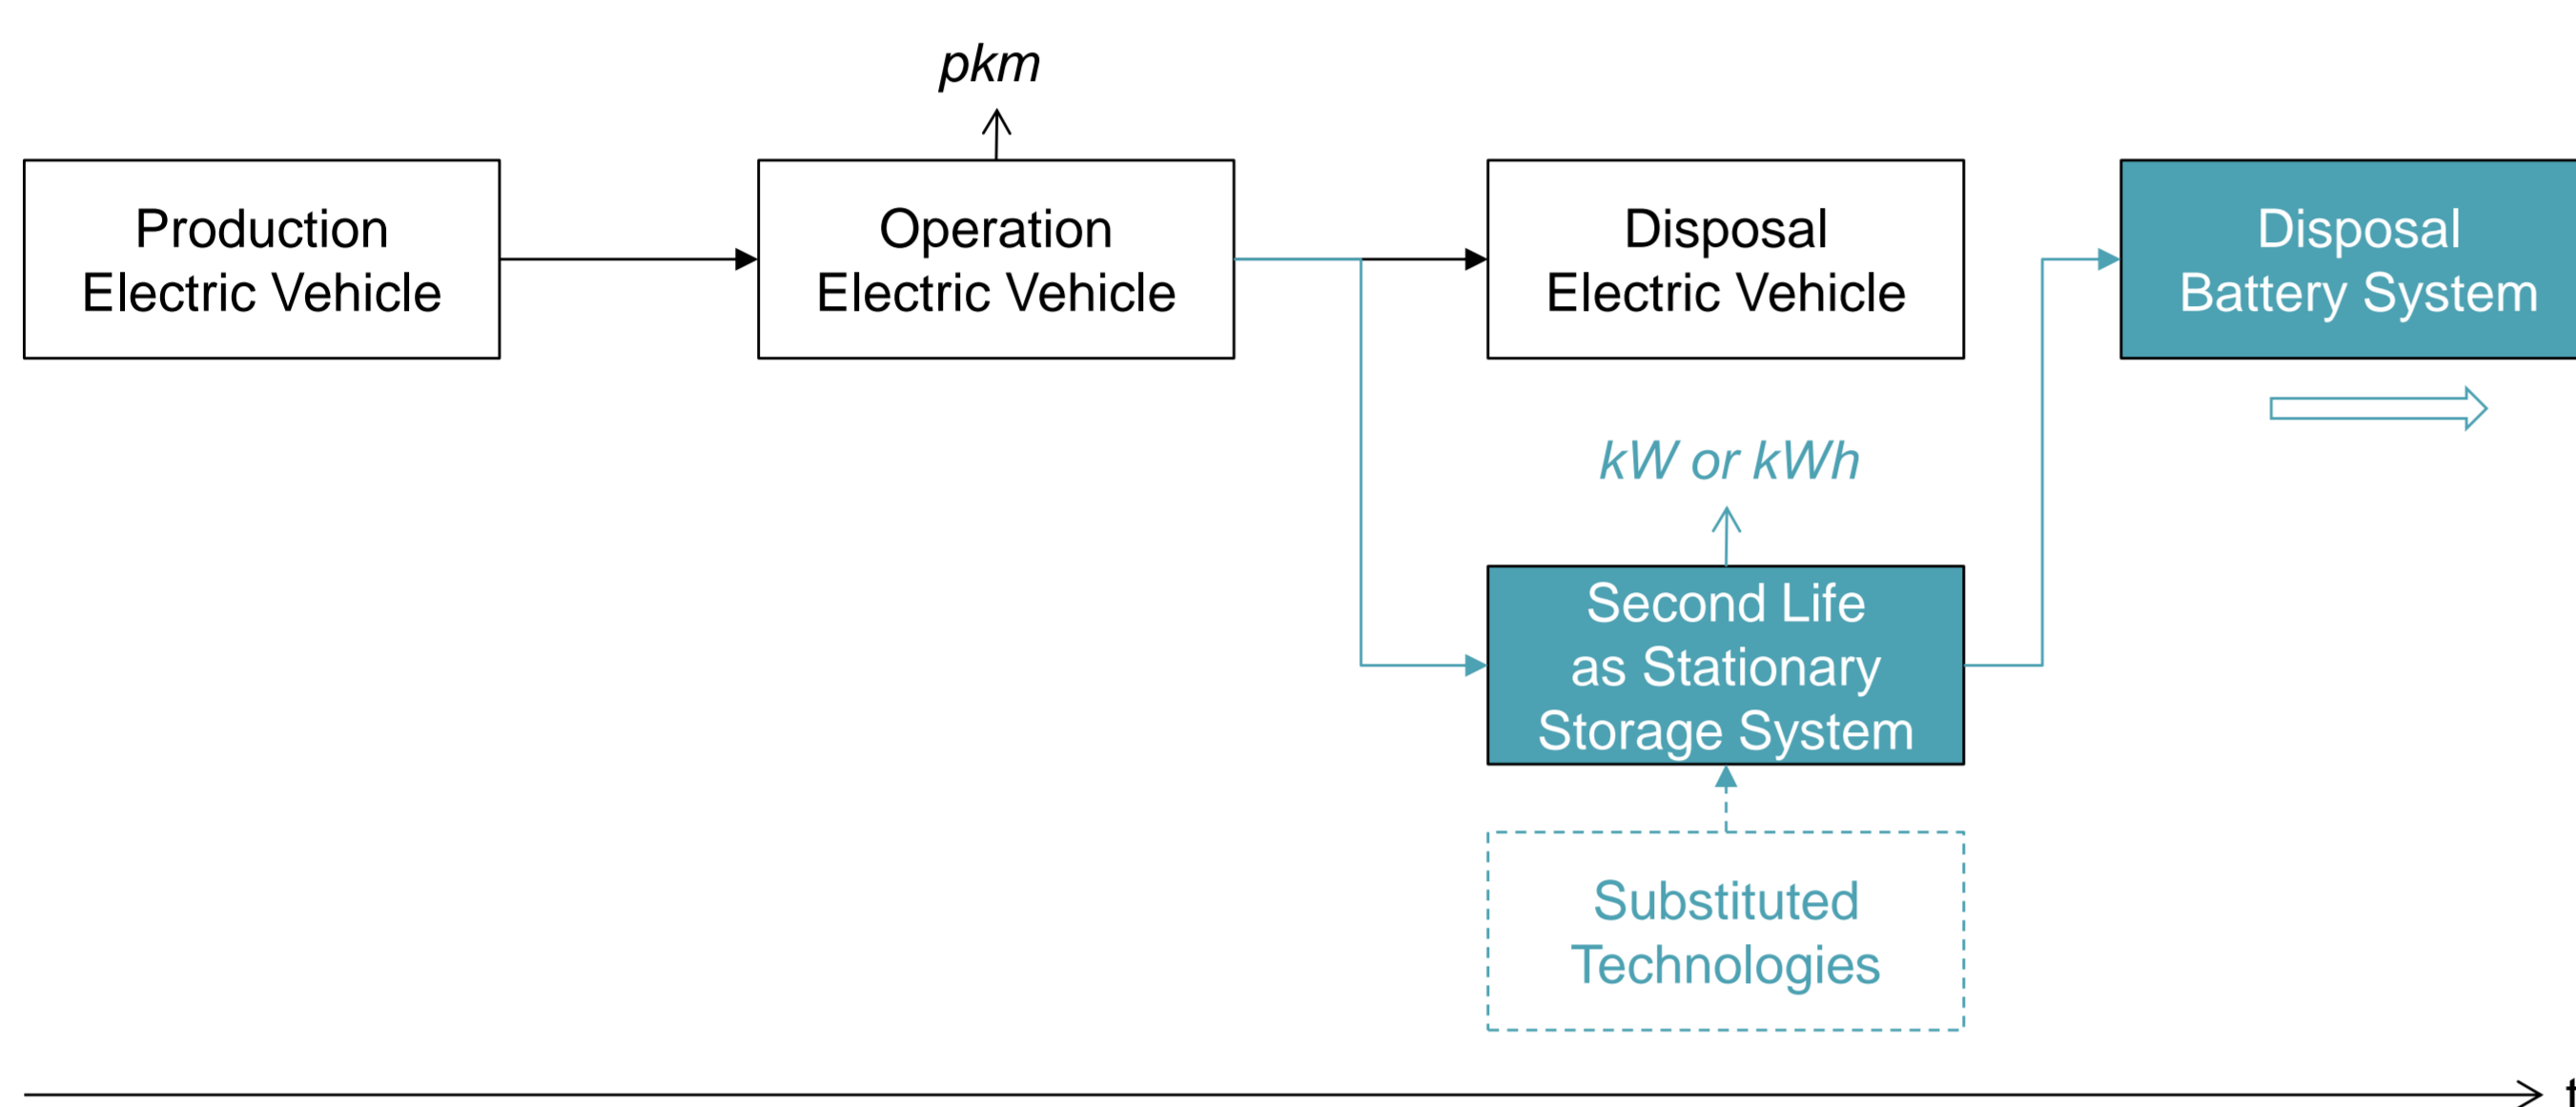 pkm
Production
Electric Vehicle
Operation
Electric Vehicle
Disposal
Electric Vehicle
Disposal
Battery System
kW or kWh
Second Life
as Stationary
Storage System
Substituted
Technologies
t